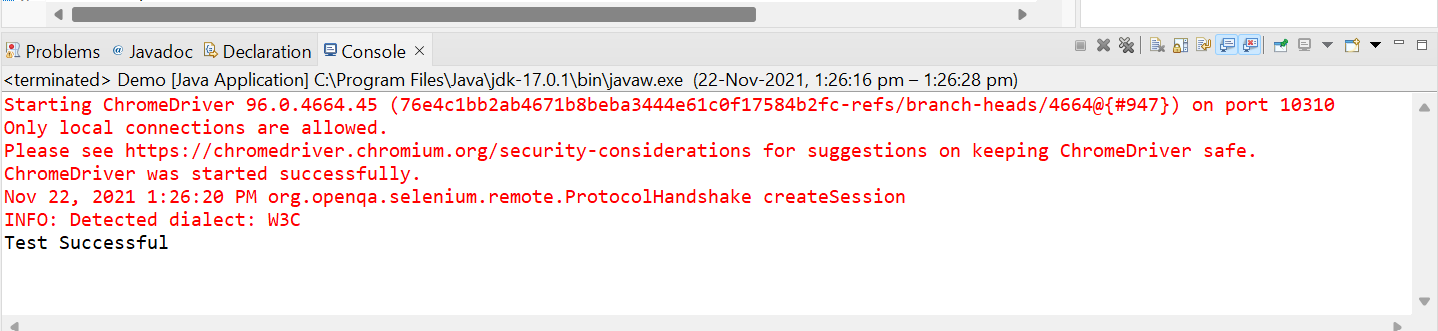 Problems @ Javadoc Declaration Console
<terminated> Demo [Java Application] C:\Program Files\Java\jdk-17.0.1\bin\javaw.exe (22-Nov-2021, 1:26:16 pm – 1:26:28 pm)
Starting ChromeDriver 96.0.4664.45 (76e4c1bb2ab4671b8beba3444e61c0f17584b2fc-refs/branch-heads/4664@{#947}) on port 10310
Only local connections are allowed.
Please see https://chromedriver.chromium.org/security-considerations for suggestions on keeping ChromeDriver safe.
ChromeDriver was started successfully.
Nov 22, 2021 1:26:20 PM org.openqa.selenium.remote.ProtocolHandshake createSession
INFO: Detected dialect: W3C
Test Successful